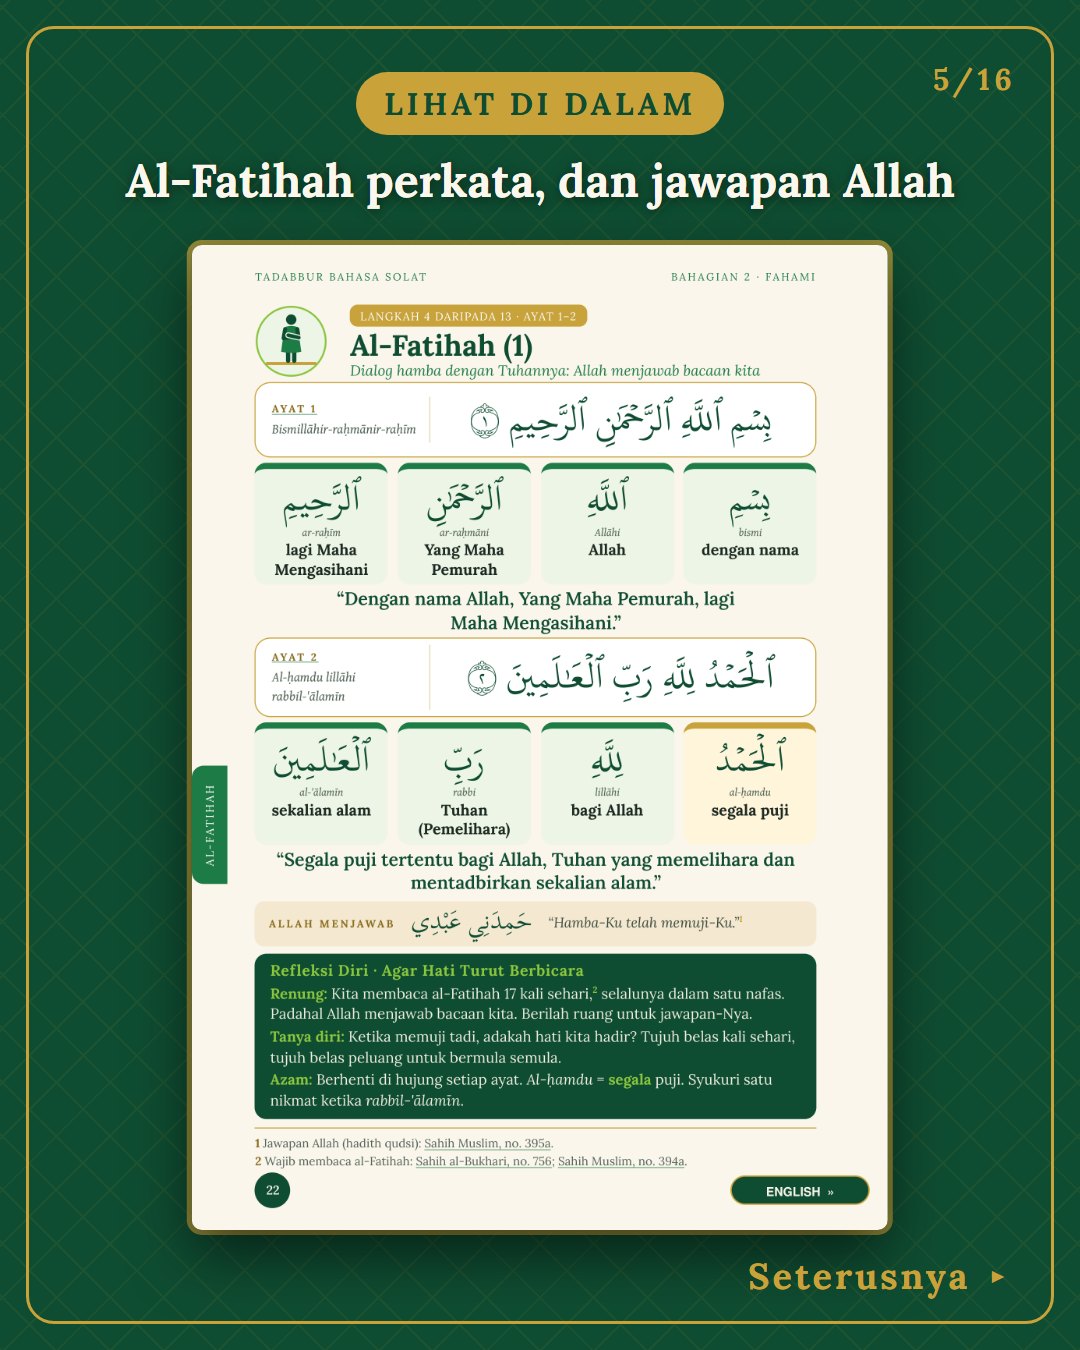 5/16
LIHAT DI DALAM
Al-Fatihah perkata, dan jawapan Allah
TADABBUR BAHASA SOLAT
BAHAGIAN 2 · FAHAMI
LANGKAH 4 DARIPADA 13 · AYAT 1–2
Al-Fatihah (1)
Dialog hamba dengan Tuhannya: Allah menjawab bacaan kita
AYAT 1
Bismillāhir-raḥmānir-raḥīm
بِسْمِ ٱللَّهِ ٱلرَّحْمَٰنِ ٱلرَّحِيمِ ١
ٱلرَّحِيمِ
ar-raḥīm
lagi Maha
Mengasihani
ٱلرَّحْمَٰنِ
ar-raḥmāni
Yang Maha
Pemurah
ٱللَّهِ
Allāhi
Allah
بِسْمِ
bismi
dengan nama
“Dengan nama Allah, Yang Maha Pemurah, lagi
Maha Mengasihani.”
AYAT 2
Al-ḥamdu lillāhi
rabbil-‘ālamīn
ٱلْحَمْدُ لِلَّهِ رَبِّ ٱلْعَٰلَمِينَ ٢
ٱلْعَٰلَمِينَ
al-‘ālamīn
sekalian alam
رَبِّ
rabbi
Tuhan
(Pemelihara)
لِلَّهِ
lillāhi
bagi Allah
ٱلْحَمْدُ
al-ḥamdu
segala puji
“Segala puji tertentu bagi Allah, Tuhan yang memelihara dan
mentadbirkan sekalian alam.”
AL-FATIHAH
ALLAH MENJAWAB حَمِدَنِي عَبْدِي “Hamba-Ku telah memuji-Ku.”1
Refleksi Diri · Agar Hati Turut Berbicara
Renung: Kita membaca al-Fatihah 17 kali sehari,2 selalunya dalam satu nafas.
Padahal Allah menjawab bacaan kita. Berilah ruang untuk jawapan-Nya.
Tanya diri: Ketika memuji tadi, adakah hati kita hadir? Tujuh belas kali sehari,
tujuh belas peluang untuk bermula semula.
Azam: Berhenti di hujung setiap ayat. Al-ḥamdu = segala puji. Syukuri satu
nikmat ketika rabbil-‘ālamīn.
1 Jawapan Allah (hadith qudsi): Sahih Muslim, no. 395a.
2 Wajib membaca al-Fatihah: Sahih al-Bukhari, no. 756; Sahih Muslim, no. 394a.
22
ENGLISH »
Seterusnya ▸